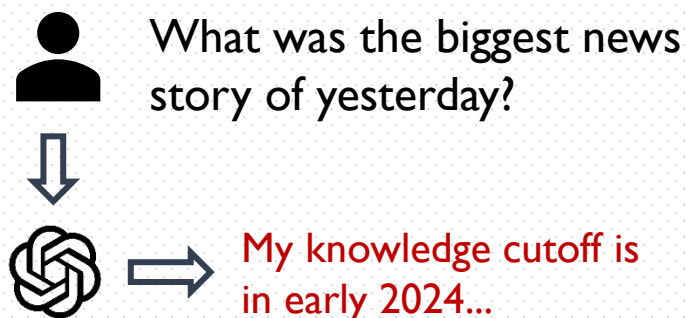 What was the biggest news
story of yesterday?
My knowledge cutoff is
in early 2024...